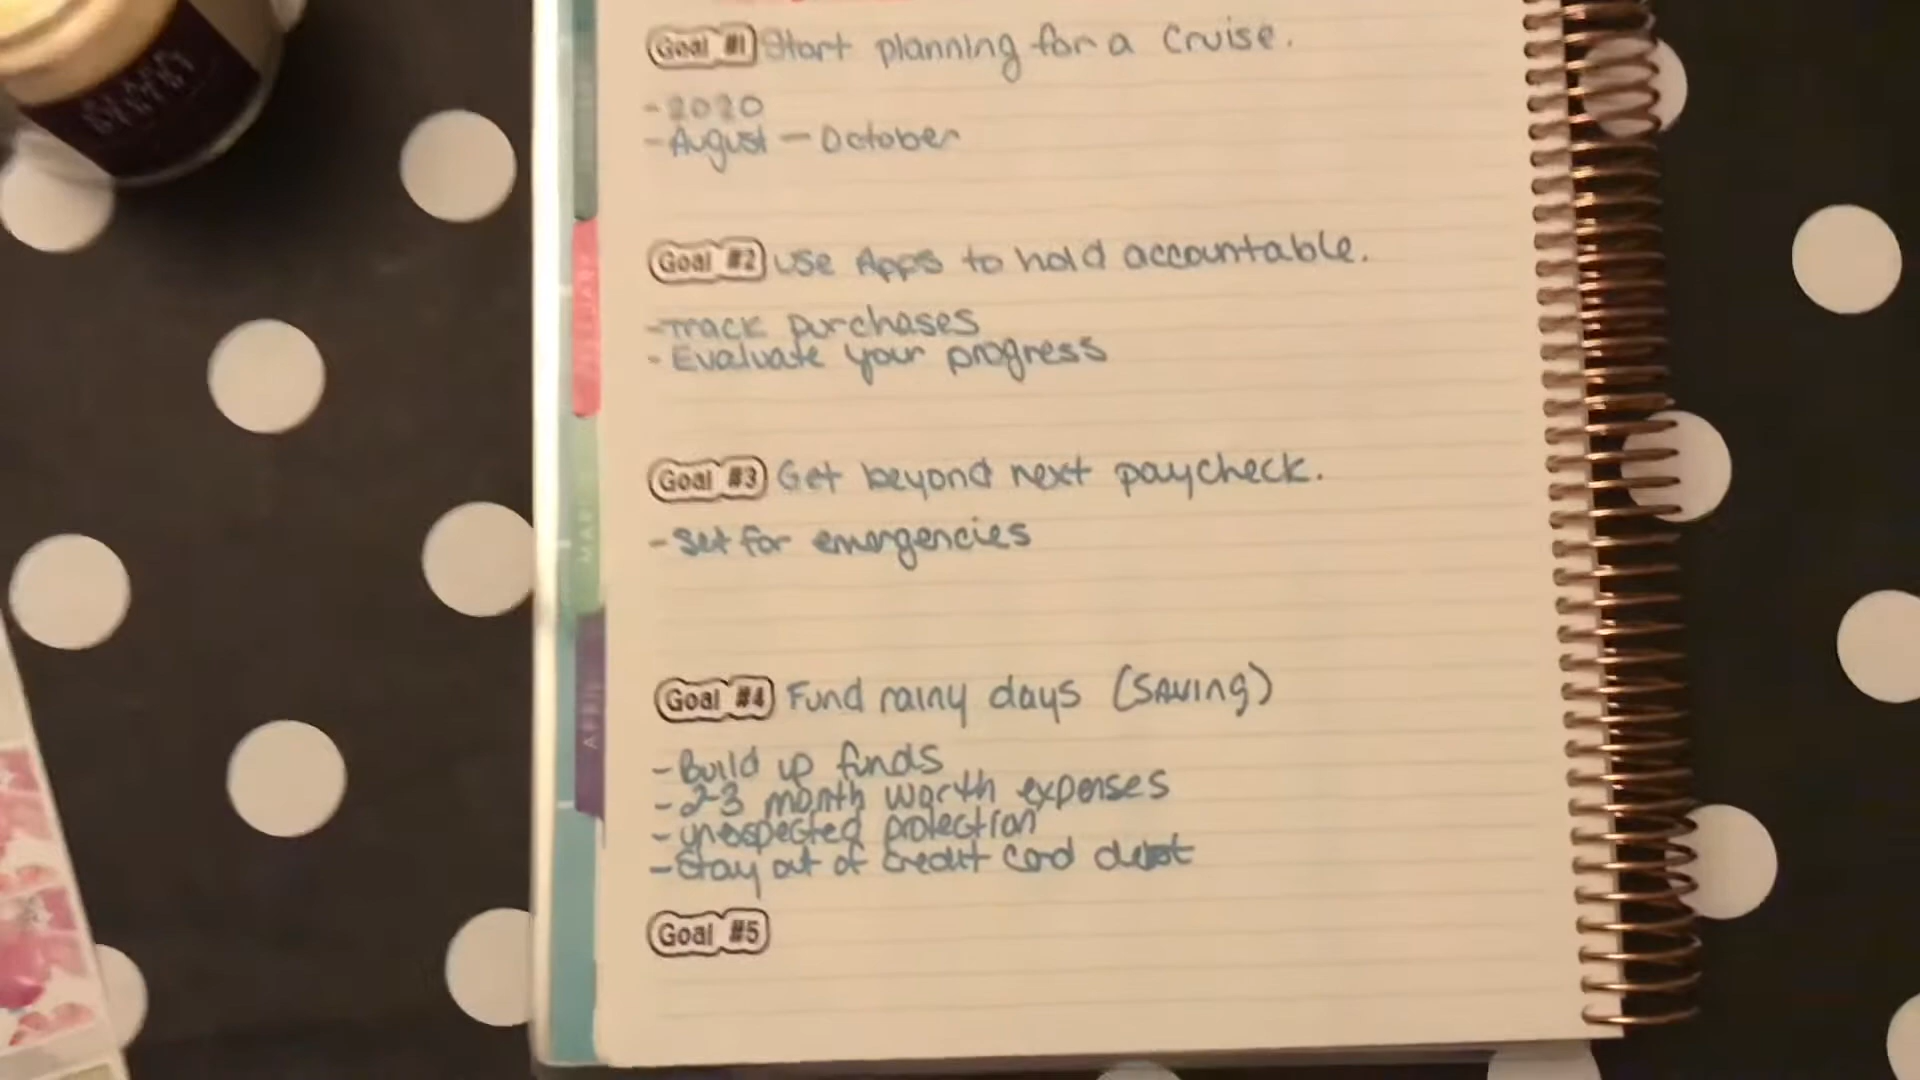 Goal #1 Start planning for a cruise.
- 2020
- August - October
Goal #2 use Apps to hold accountable.
- Track purchases
- Evaluate your progress
Goal #3 Get beyond next paycheck.
- Set for emergencies
Goal #4 Fund rainy days (SAVING)
- Build up funds
- 2-3 month worth expenses
- unexspected protection
- Stay out of credit card debt
Goal #5
APRIL